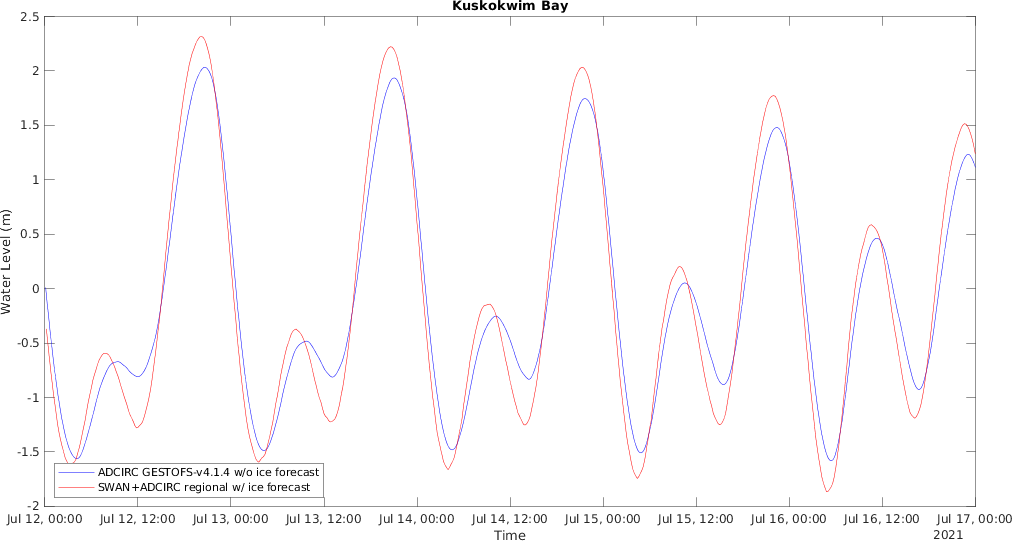 Kuskokwim Bay
2.5
2
1.5
1
0.5
0
-0.5
-1
-1.5
-2
Water Level (m)
ADCIRC GESTOFS-v4.1.4 w/o ice forecast
SWAN+ADCIRC regional w/ ice forecast
Jul 12, 00:00 Jul 12, 12:00 Jul 13, 00:00 Jul 13, 12:00 Jul 14, 00:00 Jul 14, 12:00 Jul 15, 00:00 Jul 15, 12:00 Jul 16, 00:00 Jul 16, 12:00 Jul 17, 00:00
Time
2021